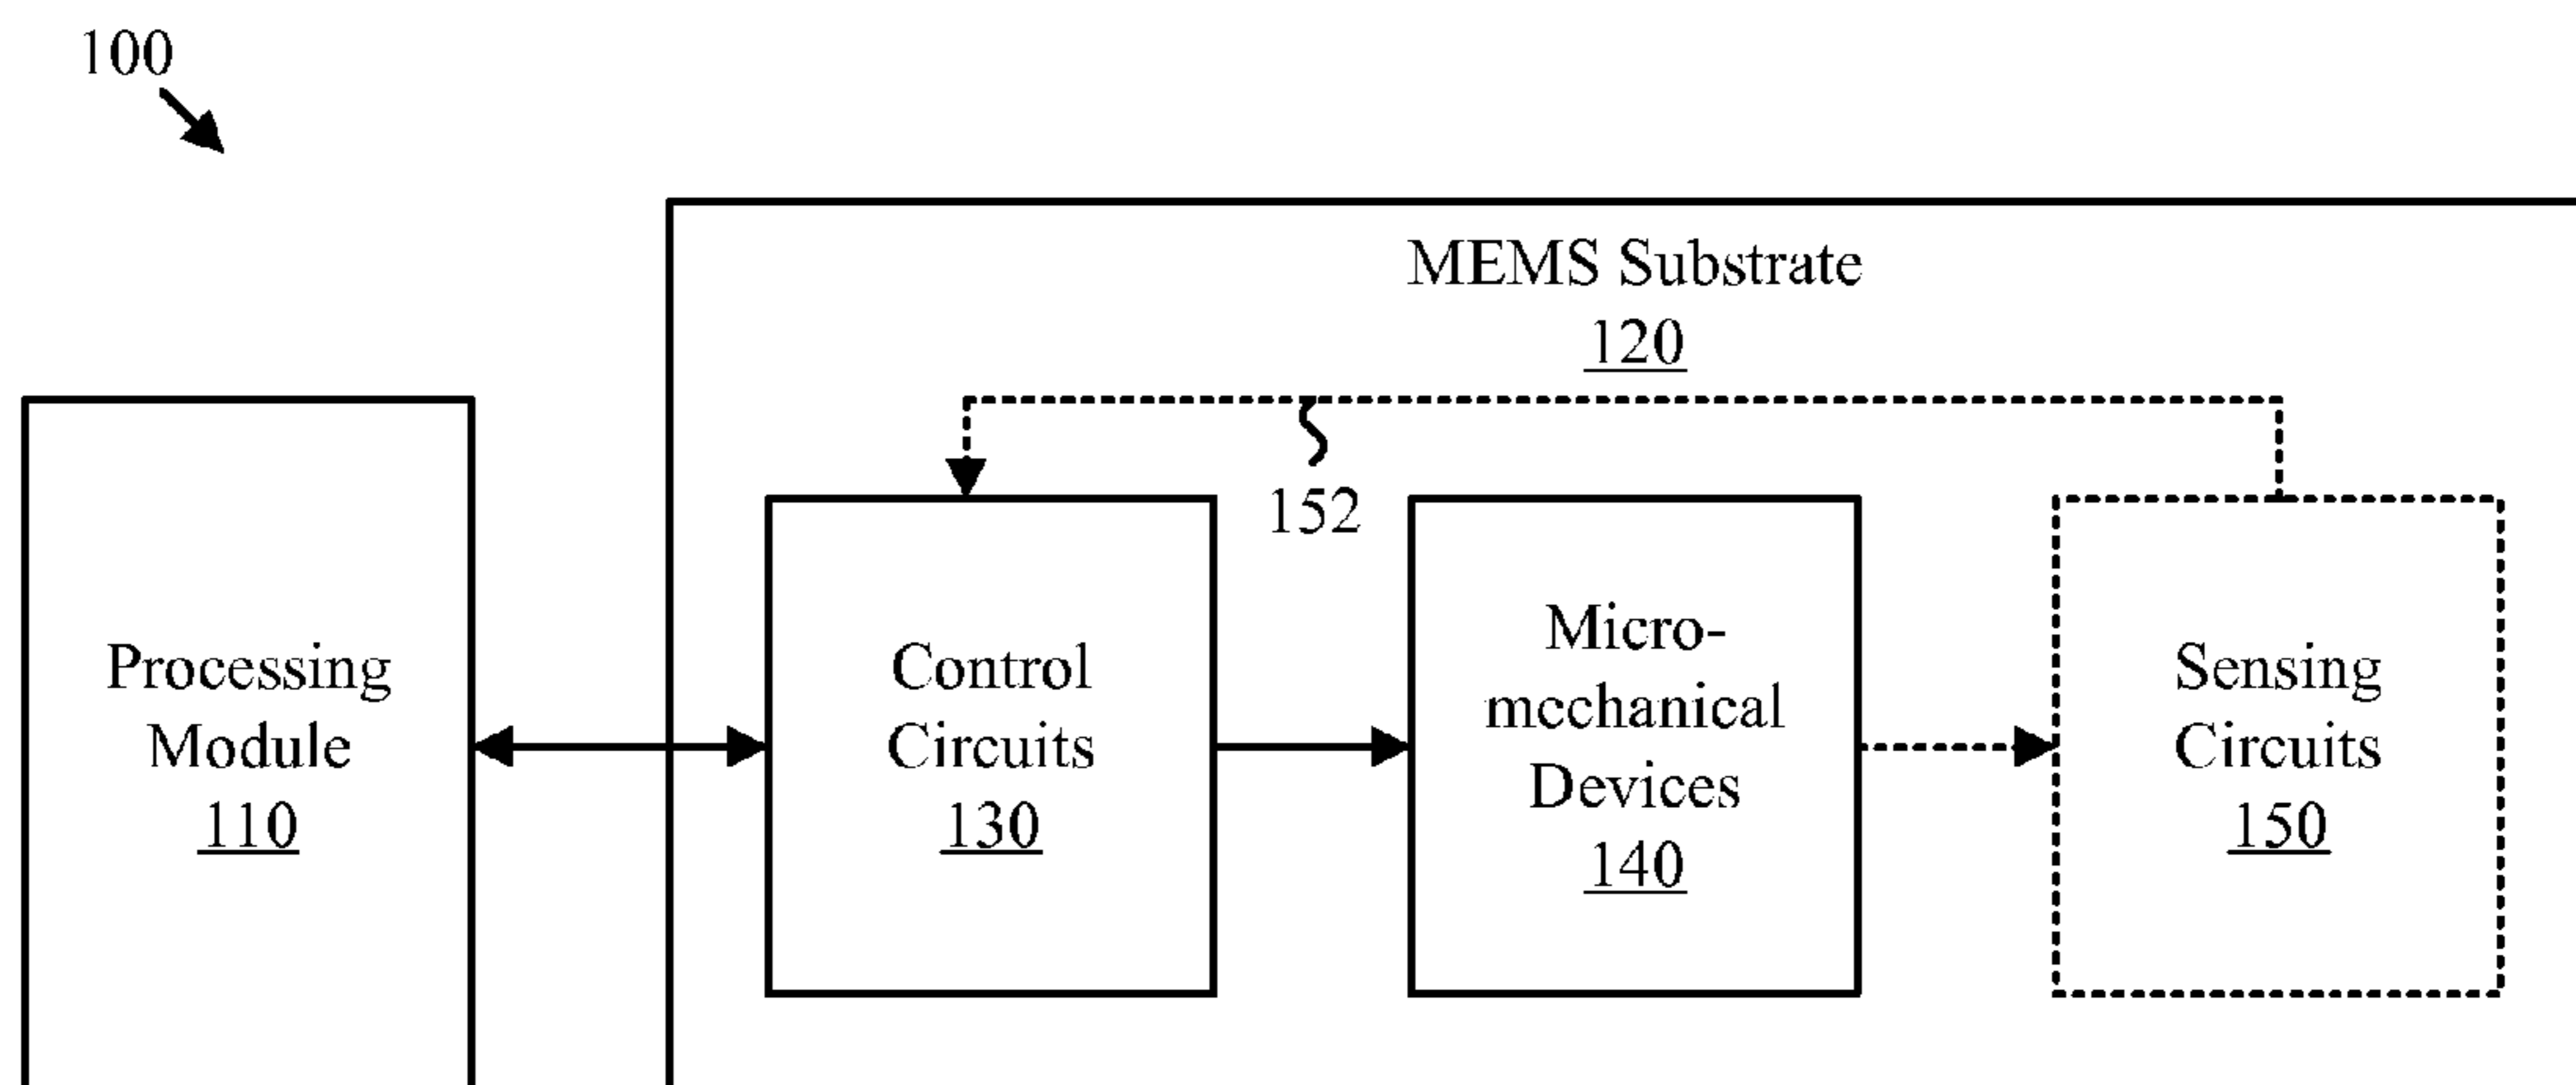 100
MEMS Substrate
120
152
Processing
Module
110
Control
Circuits
130
Micro-
mechanical
Devices
140
Sensing
Circuits
150